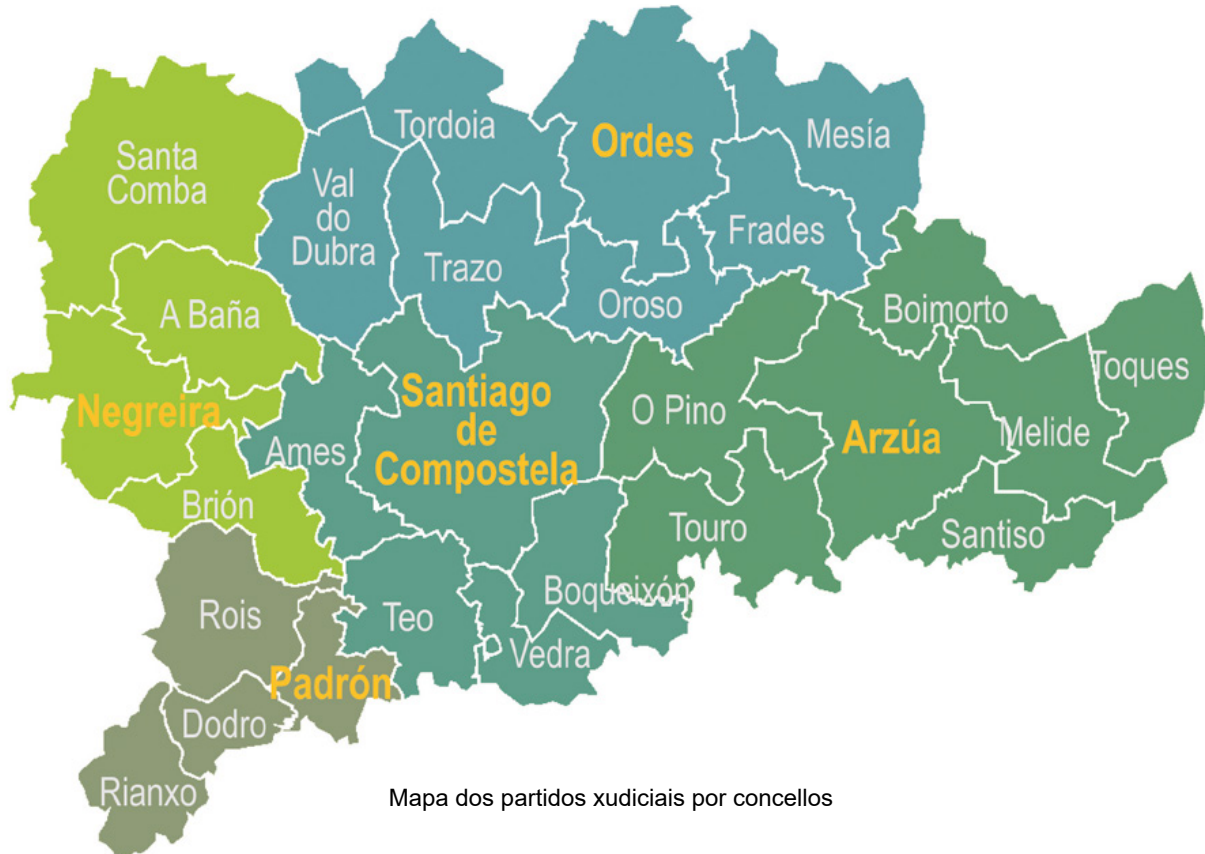 Santa
Comba
Tordoia
Ordes
Mesía
Val
do
Dubra
Trazo
Frades
Oroso
A Baña
Boimorto
Toques
Negreira
Ames
Santiago
de
Compostela
O Pino
Arzúa
Melide
Brión
Touro
Santiso
Rois
Teo
Boqueixón
Vedra
Padrón
Dodro
Rianxo
Mapa dos partidos xudiciais por concellos